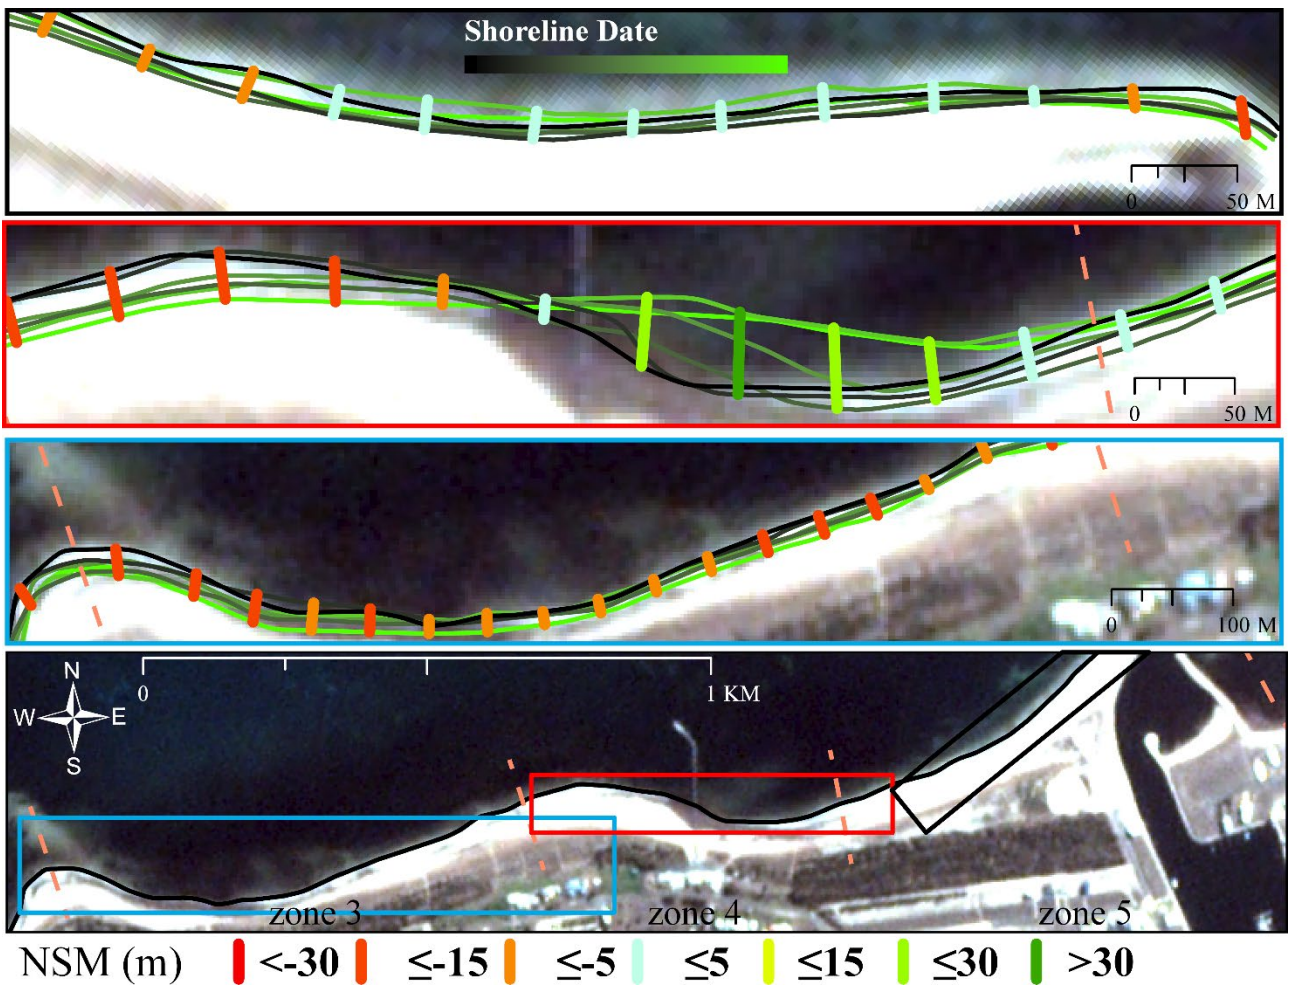 Shoreline Date
0 50 M
0 50 M
0 100 M
N
W E
S
0 1 KM
zone 3 zone 4 zone 5
NSM (m) <-30 ≤-15 ≤-5 ≤5 ≤15 ≤30 >30